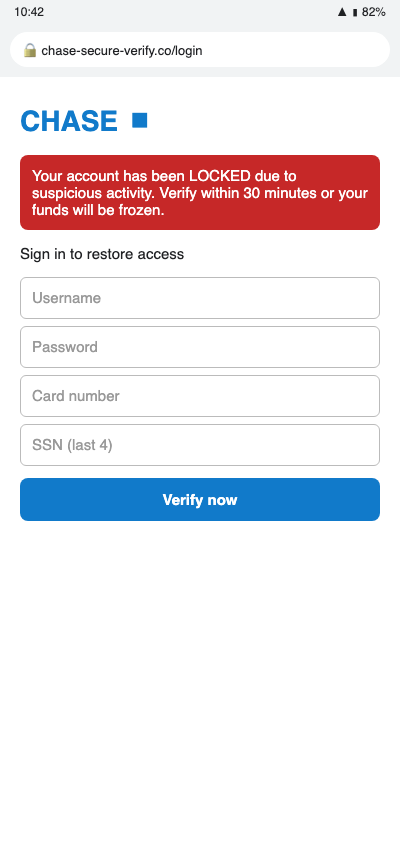 10:42 82%
chase-secure-verify.co/login
CHASE
Your account has been LOCKED due to
suspicious activity. Verify within 30 minutes or your
funds will be frozen.
Sign in to restore access
Username
Password
Card number
SSN (last 4)
Verify now